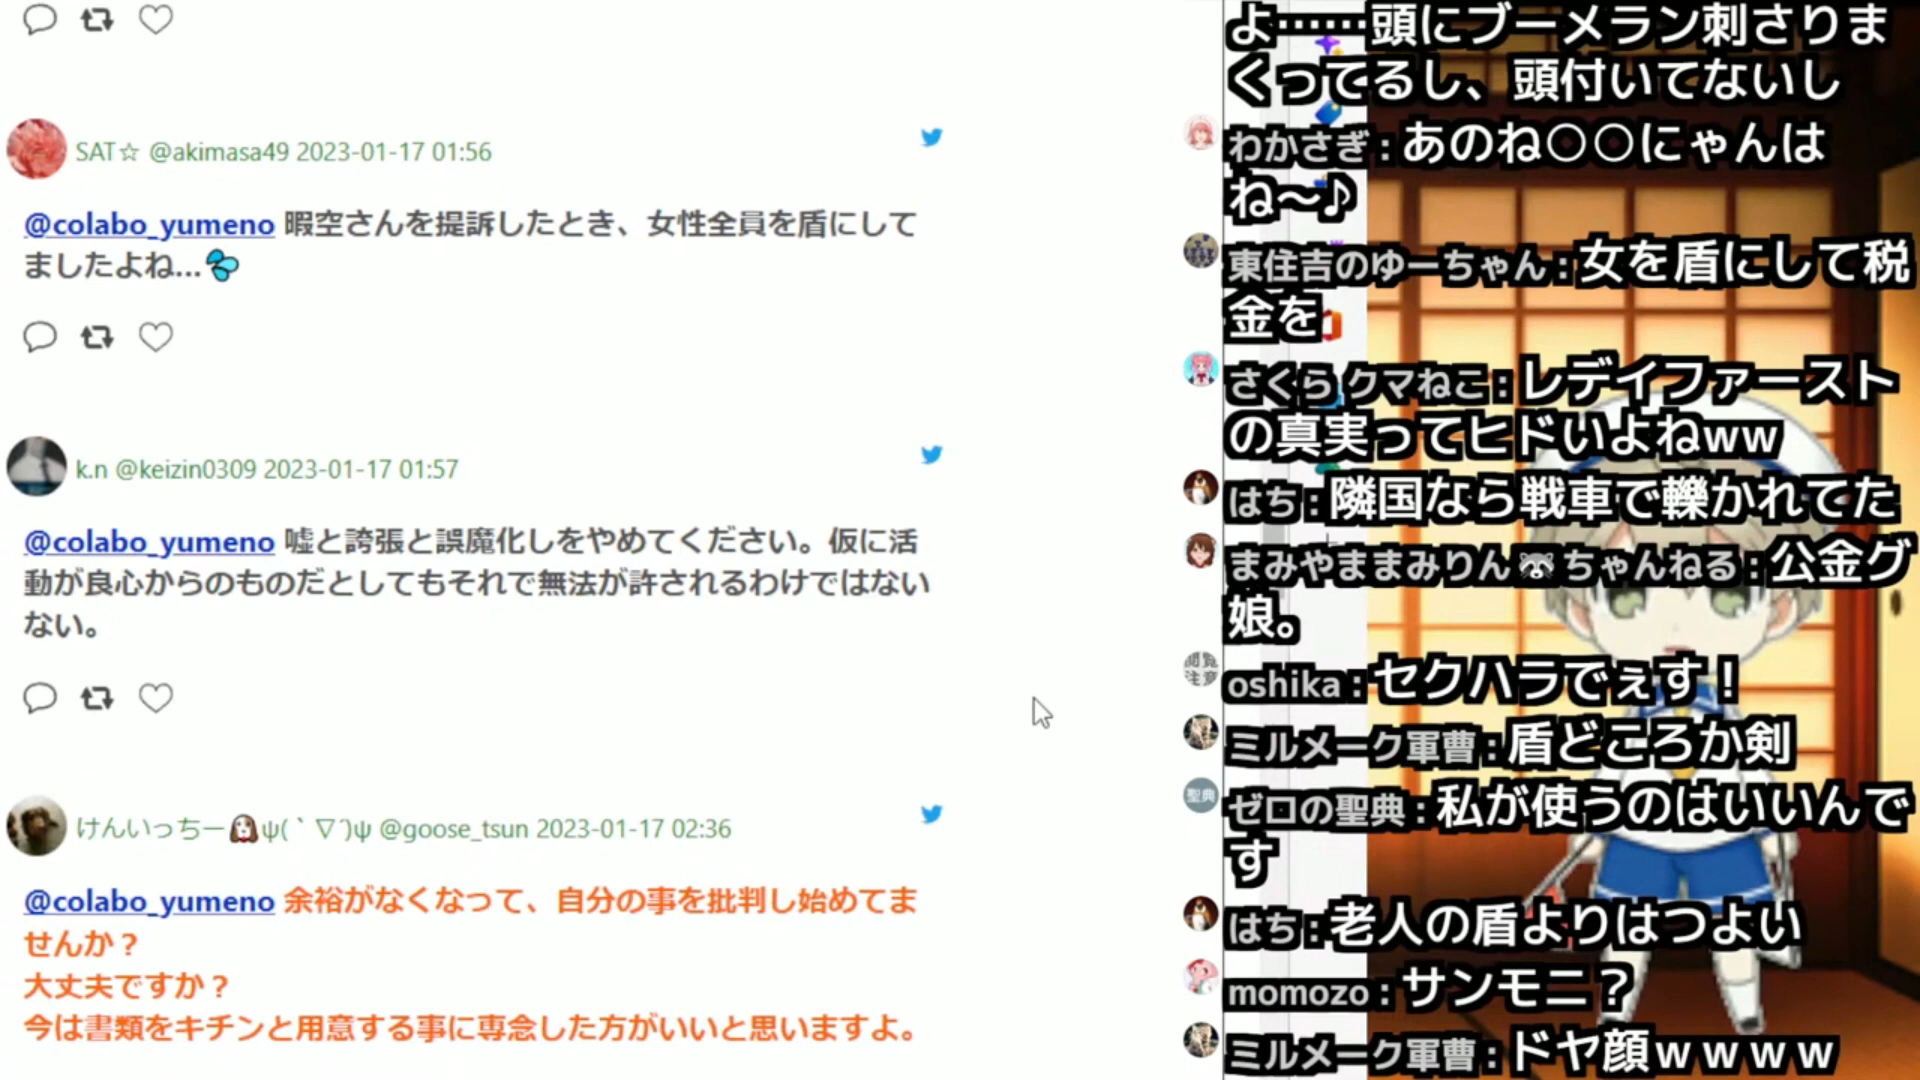 SAT☆ @akimasa49 2023-01-17 01:56
@colabo_yumeno 暇空さんを提訴したとき、女性全員を盾にして
ましたよね...💦
k.n @keizin0309 2023-01-17 01:57
@colabo_yumeno 嘘と誇張と誤魔化しをやめてください。仮に活
動が良心からのものだとしてもそれで無法が許されるわけではない
ない。
けんいっちーψ(｀▽´)ψ @goose_tsun 2023-01-17 02:36
@colabo_yumeno 余裕がなくなって、自分の事を批判し始めてま
せんか？
大丈夫ですか？
今は書類をキチンと用意する事に専念した方がいいと思いますよ。
よ……頭にブーメラン刺さりま
くってるし、頭付いてないし
わかさぎ : あのね○○にゃんは
ね～♪
東住吉のゆーちゃん : 女を盾にして税
金を
さくら クマねこ : レデイファースト
の真実ってヒドいよねww
はち : 隣国なら戦車で轢かれてた
まみやままみりん🦝ちゃんねる : 公金グ
娘。
閲覧
注意
oshika : セクハラでぇす！
ミルメーク軍曹 : 盾どころか剣
聖典
ゼロの聖典 : 私が使うのはいいんで
す
はち : 老人の盾よりはつよい
momozo : サンモニ？
ミルメーク軍曹 : ドヤ顔ｗｗｗｗ